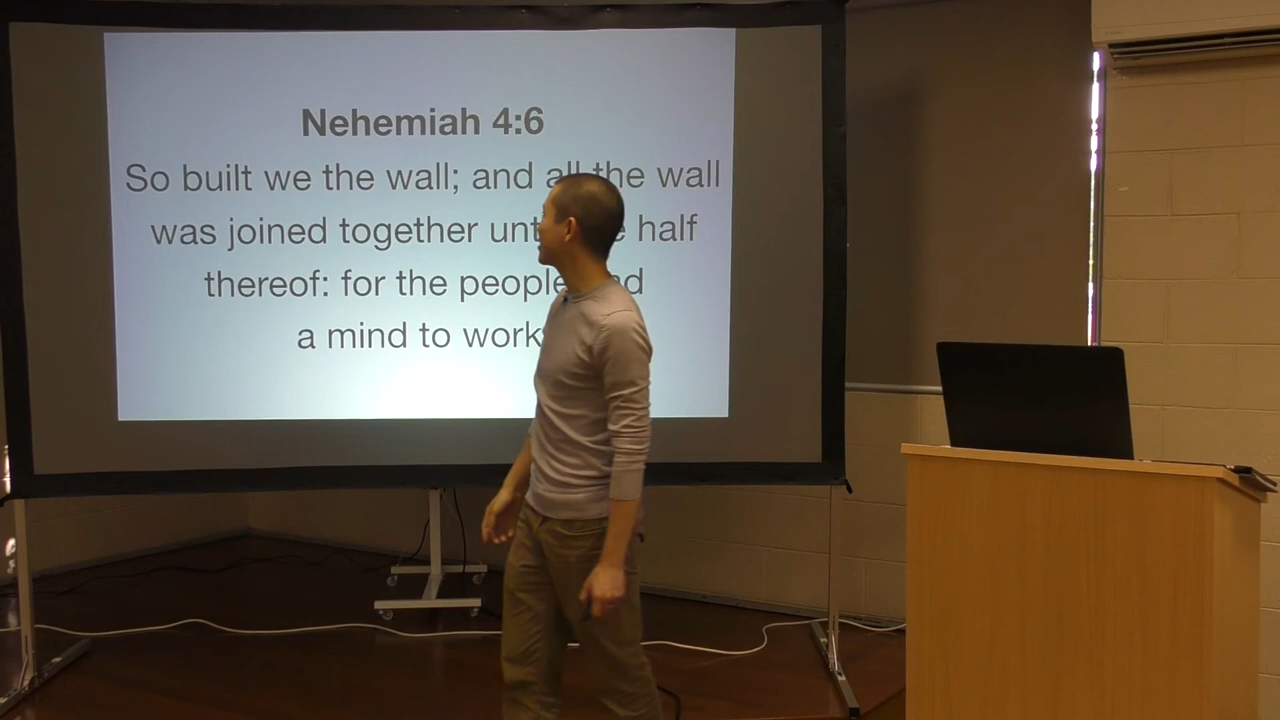 Nehemiah 4:6
So built we the wall; and all the wall
was joined together half
thereof: for the people
a mind to work